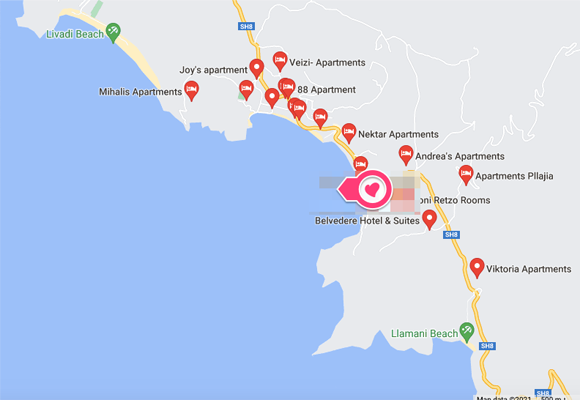 SH8
Livadi Beach
Veizi- Apartments
Joy's apartment
Mihalis Apartments
88 Apartment
Nektar Apartments
Andrea's Apartments
Apartments Pllajia
oni Retzo Rooms
Belvedere Hotel & Suites
SH8
Viktoria Apartments
Llamani Beach
SH8
SH8
Map data ©2021
500 m